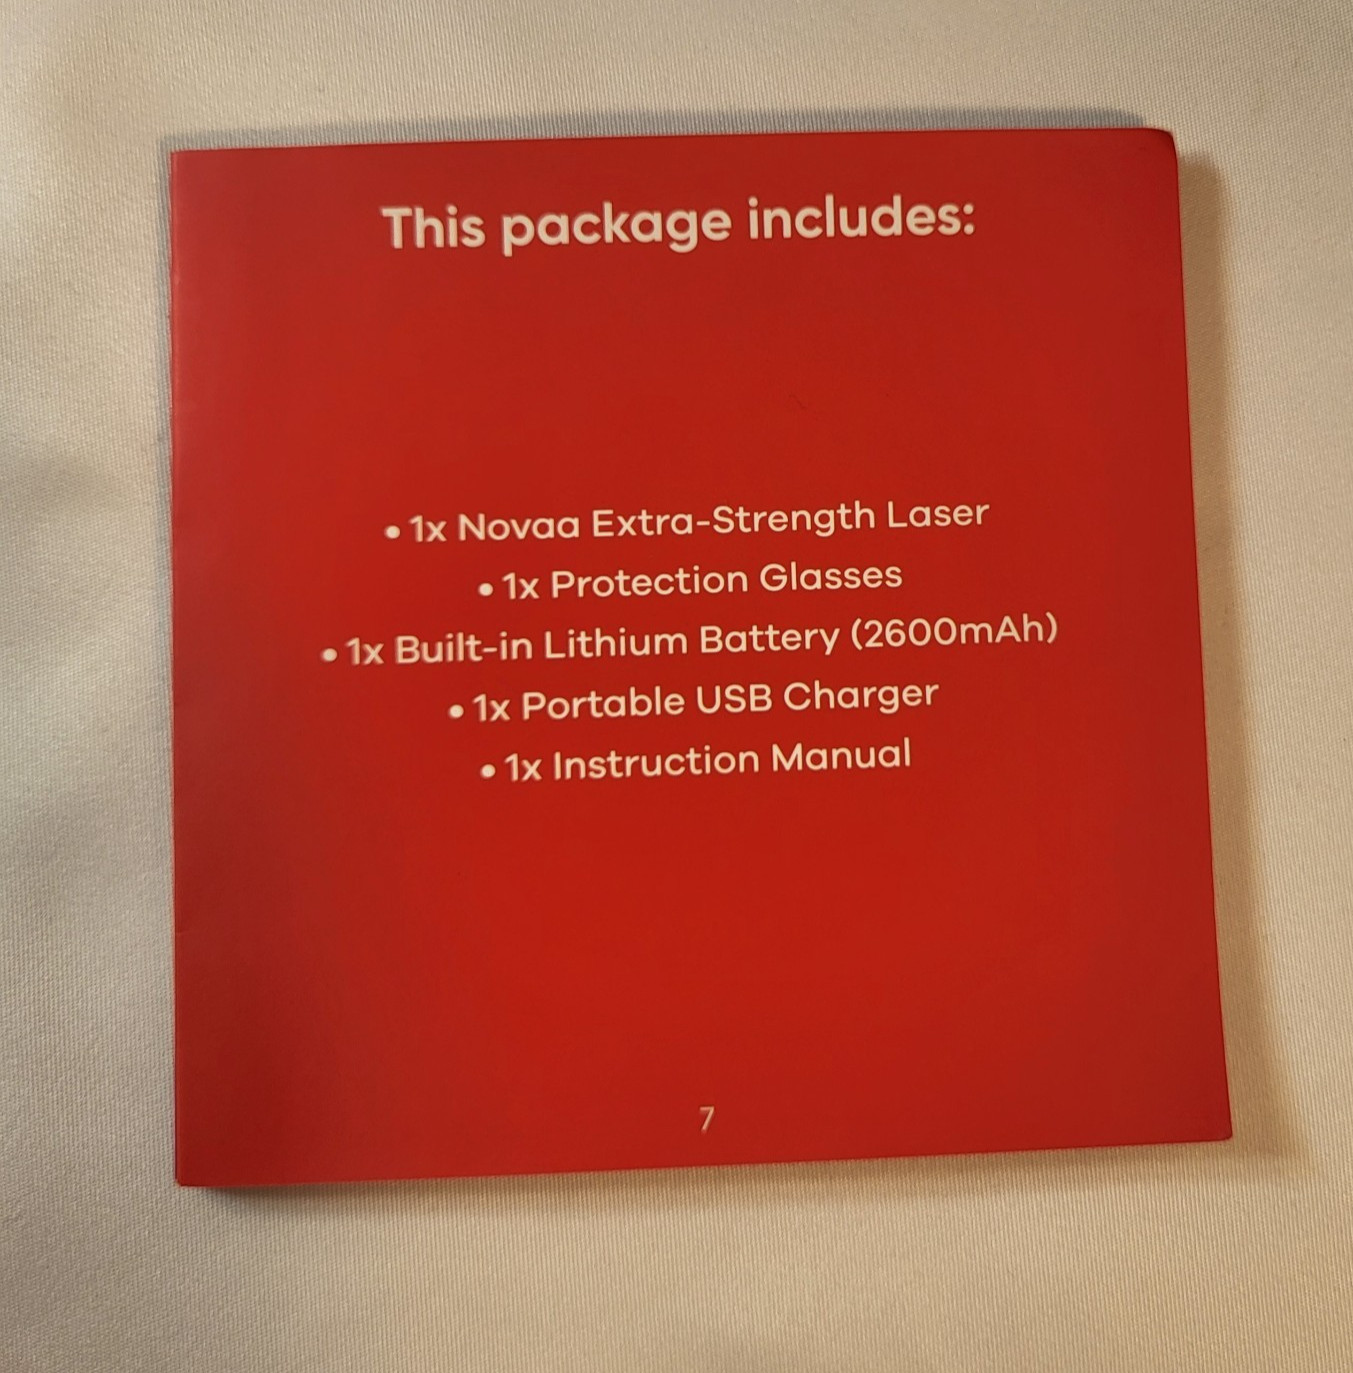 This package includes:
• 1x Novaa Extra-Strength Laser
• 1x Protection Glasses
• 1x Built-in Lithium Battery (2600mAh)
• 1x Portable USB Charger
• 1x Instruction Manual
7